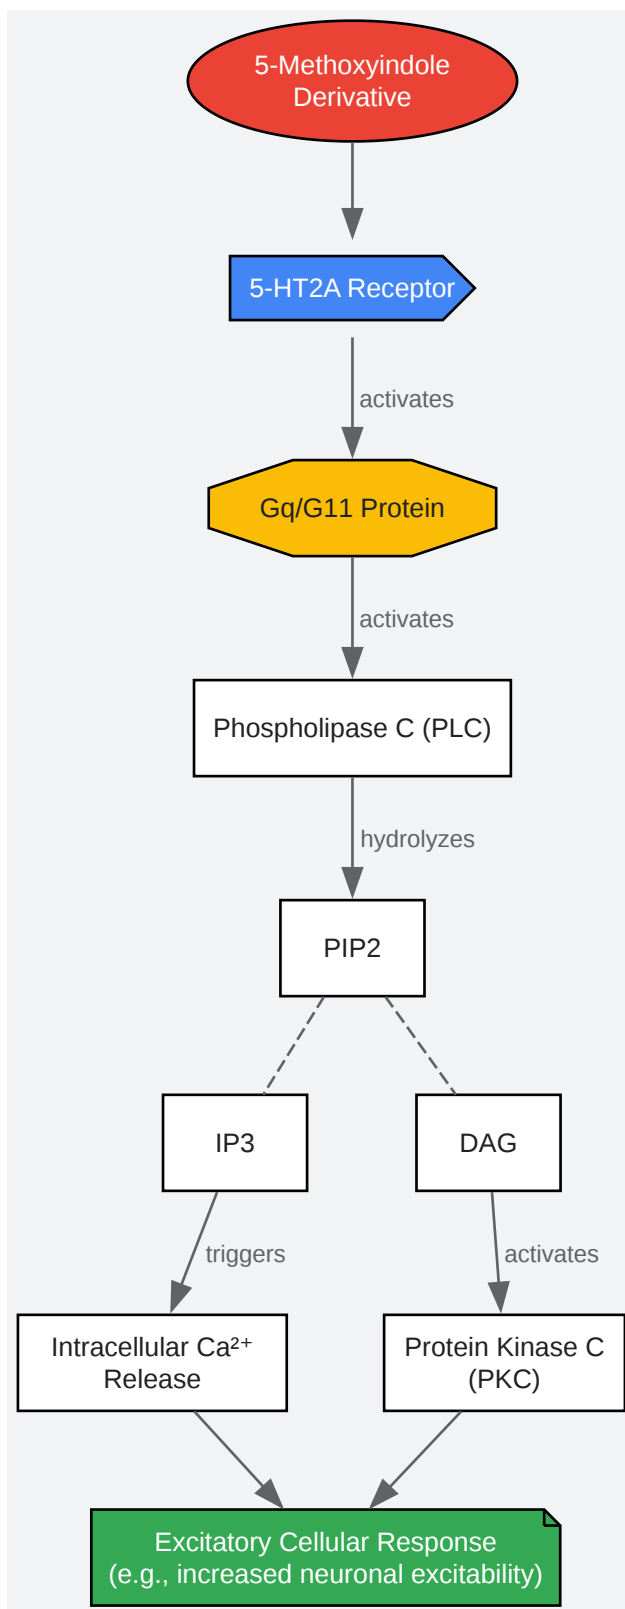 5-Methoxyindole
Derivative
5-HT2A Receptor
activates
Gq/G11 Protein
activates
Phospholipase C (PLC)
hydrolyzes
PIP2
IP3
DAG
triggers
activates
Intracellular Ca²⁺
Release
Protein Kinase C
(PKC)
Excitatory Cellular Response
(e.g., increased neuronal excitability)